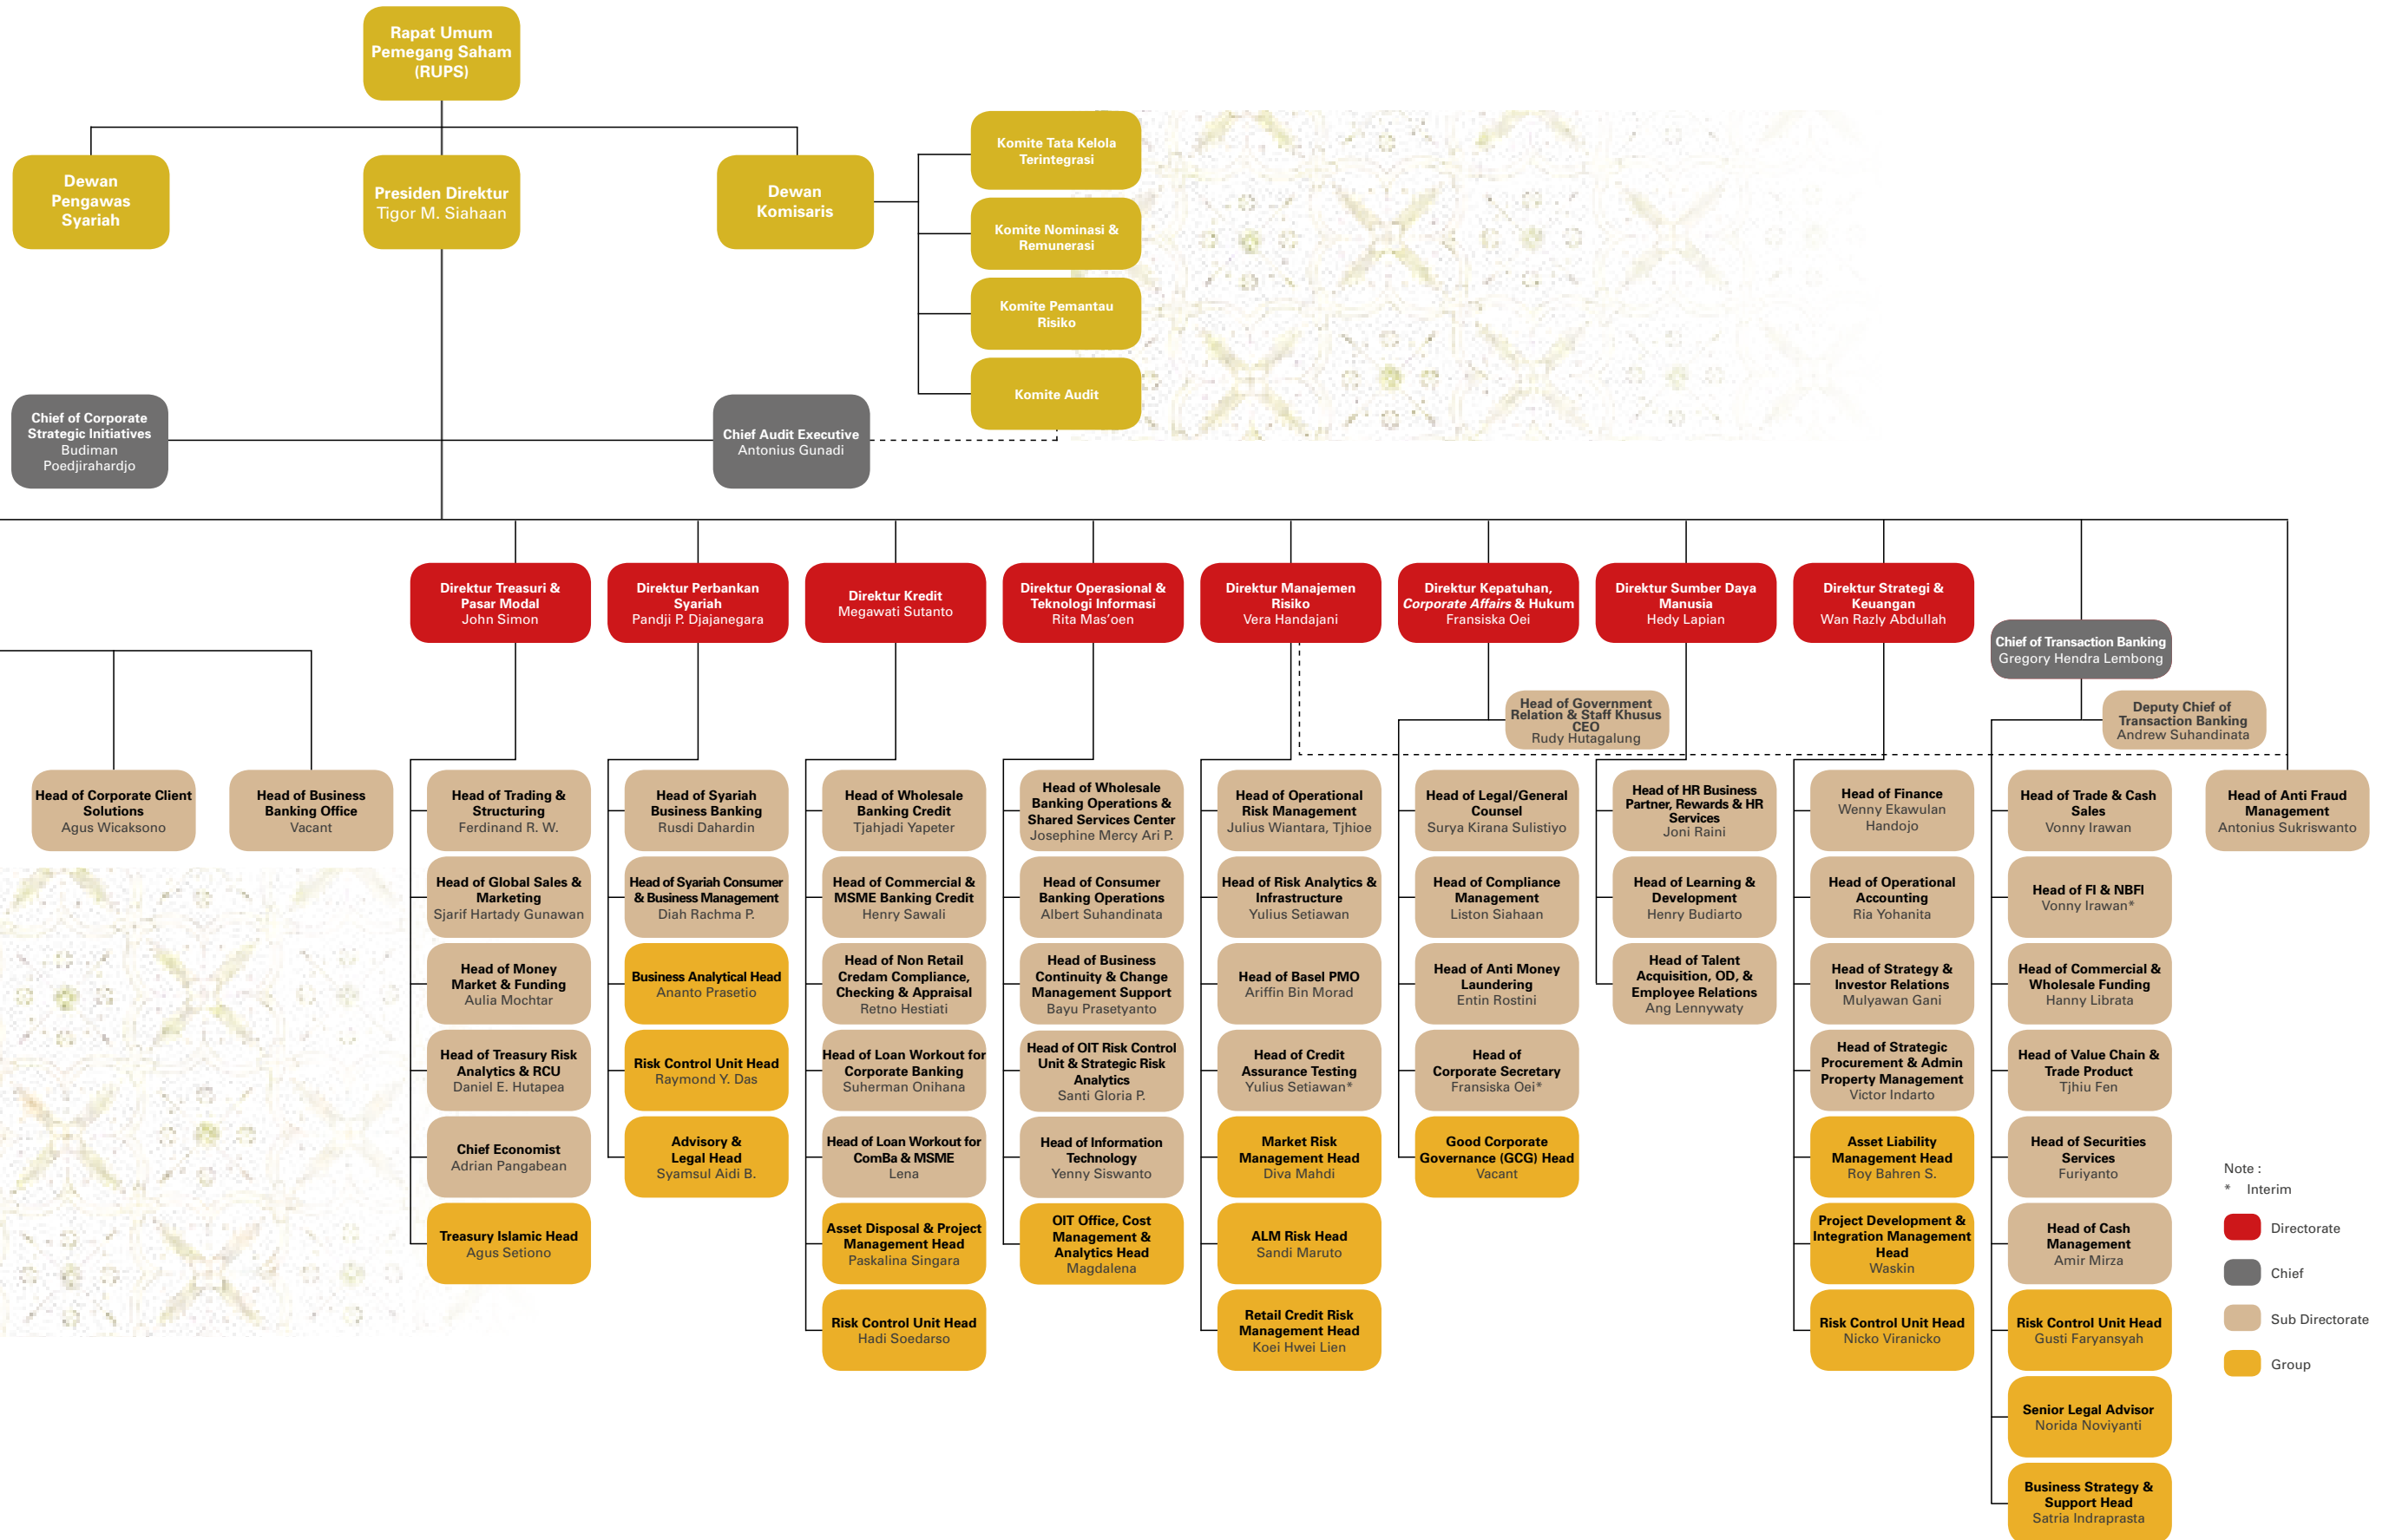 Rapat Umum
Pemegang Saham
(RUPS)
Dewan
Pengawas
Syariah
Presiden Direktur
Tigor M. Siahaan
Dewan
Komisaris
Komite Tata Kelola
Terintegrasi
Komite Nominasi &
Remunerasi
Komite Pemantau
Risiko
Komite Audit
Chief of Corporate
Strategic Initiatives
Budiman
Poedjirahardjo
Chief Audit Executive
Antonius Gunadi
Direktur Treasuri &
Pasar Modal
John Simon
Direktur Perbankan
Syariah
Pandji P. Djajanegara
Direktur Kredit
Megawati Sutanto
Direktur Operasional &
Teknologi Informasi
Rita Mas’oen
Direktur Manajemen
Risiko
Vera Handajani
Direktur Kepatuhan,
Corporate Affairs & Hukum
Fransiska Oei
Direktur Sumber Daya
Manusia
Hedy Lapian
Direktur Strategi &
Keuangan
Wan Razly Abdullah
Chief of Transaction Banking
Gregory Hendra Lembong
Head of Government
Relation & Staff Khusus
CEO
Rudy Hutagalung
Deputy Chief of
Transaction Banking
Andrew Suhandinata
Head of Corporate Client
Solutions
Agus Wicaksono
Head of Business
Banking Office
Vacant
Head of Trading &
Structuring
Ferdinand R. W.
Head of Global Sales &
Marketing
Sjarif Hartady Gunawan
Head of Money
Market & Funding
Aulia Mochtar
Head of Treasury Risk
Analytics & RCU
Daniel E. Hutapea
Chief Economist
Adrian Pangabean
Treasury Islamic Head
Agus Setiono
Head of Syariah
Business Banking
Rusdi Dahardin
Head of Syariah Consumer
& Business Management
Diah Rachma P.
Business Analytical Head
Ananto Prasetio
Risk Control Unit Head
Raymond Y. Das
Advisory &
Legal Head
Syamsul Aidi B.
Head of Wholesale
Banking Credit
Tjahjadi Yapeter
Head of Commercial &
MSME Banking Credit
Henry Sawali
Head of Non Retail
Credam Compliance,
Checking & Appraisal
Retno Hestiati
Head of Loan Workout for
Corporate Banking
Suherman Onihana
Head of Loan Workout for
ComBa & MSME
Lena
Asset Disposal & Project
Management Head
Paskalina Singara
Risk Control Unit Head
Hadi Soedarso
Head of Wholesale
Banking Operations &
Shared Services Center
Josephine Mercy Ari P.
Head of Consumer
Banking Operations
Albert Suhandinata
Head of Business
Continuity & Change
Management Support
Bayu Prasetyanto
Head of OIT Risk Control
Unit & Strategic Risk
Analytics
Santi Gloria P.
Head of Information
Technology
Yenny Siswanto
OIT Office, Cost
Management &
Analytics Head
Magdalena
Head of Operational
Risk Management
Julius Wiantara, Tjhioe
Head of Risk Analytics &
Infrastructure
Yulius Setiawan
Head of Basel PMO
Ariffin Bin Morad
Head of Credit
Assurance Testing
Yulius Setiawan*
Market Risk
Management Head
Diva Mahdi
ALM Risk Head
Sandi Maruto
Retail Credit Risk
Management Head
Koei Hwei Lien
Head of Legal/General
Counsel
Surya Kirana Sulistiyo
Head of Compliance
Management
Liston Siahaan
Head of Anti Money
Laundering
Entin Rostini
Head of
Corporate Secretary
Fransiska Oei*
Good Corporate
Governance (GCG) Head
Vacant
Head of HR Business
Partner, Rewards & HR
Services
Joni Raini
Head of Learning &
Development
Henry Budiarto
Head of Talent
Acquisition, OD, &
Employee Relations
Ang Lennywaty
Head of Finance
Wenny Ekawulan
Handojo
Head of Operational
Accounting
Ria Yohanita
Head of Strategy &
Investor Relations
Mulyawan Gani
Head of Strategic
Procurement & Admin
Property Management
Victor Indarto
Asset Liability
Management Head
Roy Bahren S.
Project Development &
Integration Management
Head
Waskin
Risk Control Unit Head
Nicko Viranicko
Head of Trade & Cash
Sales
Vonny Irawan
Head of FI & NBFI
Vonny Irawan*
Head of Commercial &
Wholesale Funding
Hanny Librata
Head of Value Chain &
Trade Product
Tjhiu Fen
Head of Securities
Services
Furiyanto
Head of Cash
Management
Amir Mirza
Risk Control Unit Head
Gusti Faryansyah
Senior Legal Advisor
Norida Noviyanti
Business Strategy &
Support Head
Satria Indraprasta
Head of Anti Fraud
Management
Antonius Sukriswanto
Note :
* Interim
Directorate
Chief
Sub Directorate
Group